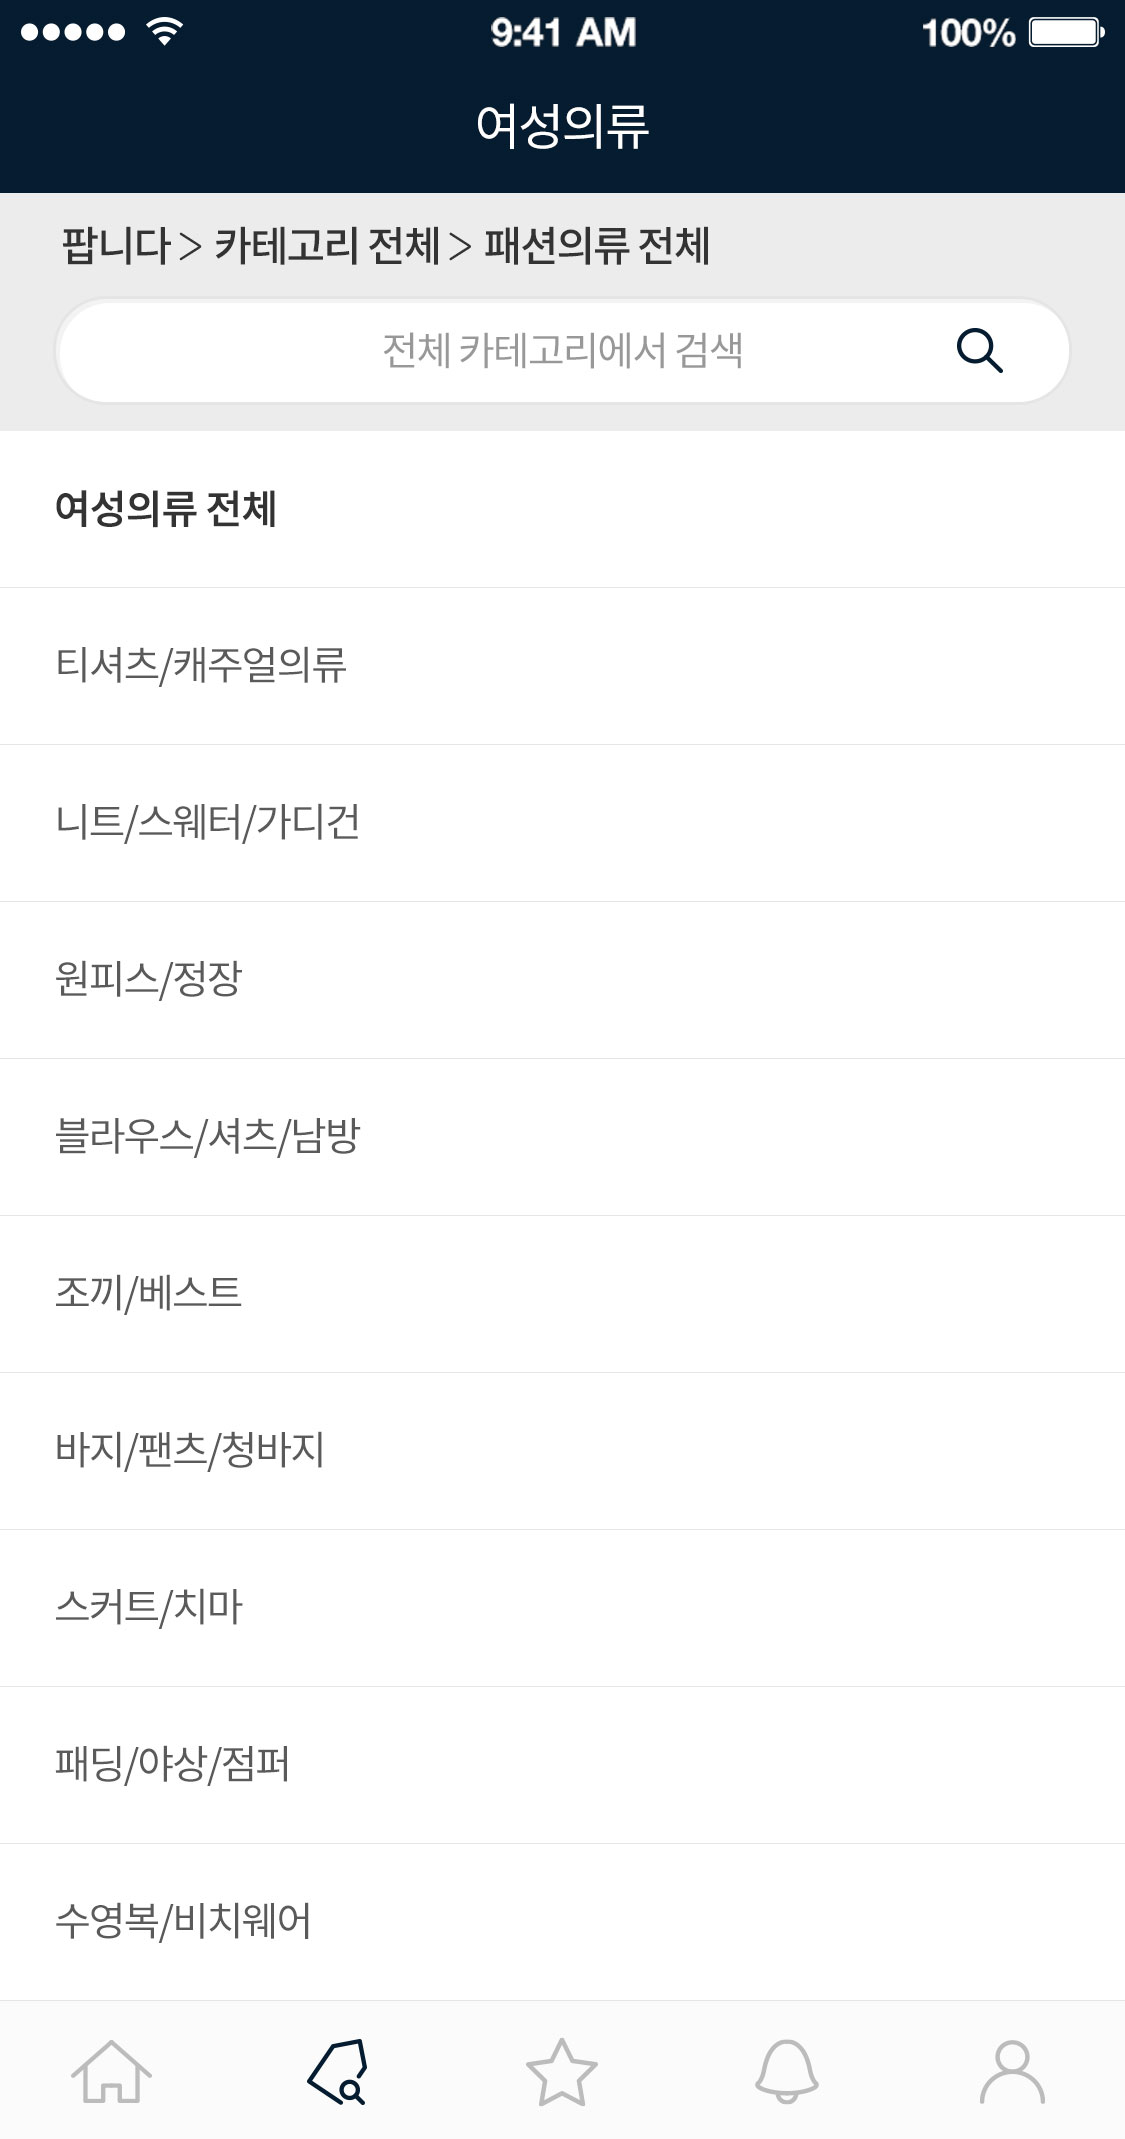 9:41 AM 100%
여성의류
팝니다 > 카테고리 전체 > 패션의류 전체
전체 카테고리에서 검색
여성의류 전체
티셔츠/캐주얼의류
니트/스웨터/가디건
원피스/정장
블라우스/셔츠/남방
조끼/베스트
바지/팬츠/청바지
스커트/치마
패딩/야상/점퍼
수영복/비치웨어